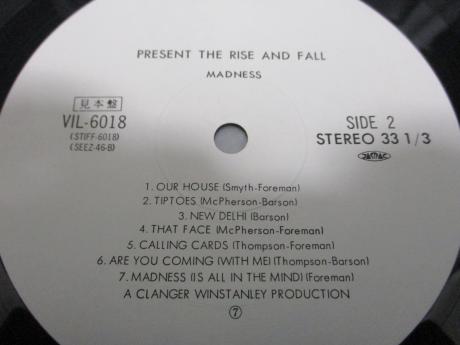 PRESENT THE RISE AND FALL
MADNESS
見本盤
VIL-6018
(STIFF-6018)
(SEEZ-46-B)
SIDE 2
STEREO 33 1/3
JASRAC
1. OUR HOUSE (Smyth-Foreman)
2. TIPTOES (McPherson-Barson)
3. NEW DELHI (Barson)
4. THAT FACE (McPherson-Foreman)
5. CALLING CARDS (Thompson-Foreman)
6. ARE YOU COMING (WITH ME) (Thompson-Barson)
7. MADNESS (IS ALL IN THE MIND) (Foreman)
A CLANGER WINSTANLEY PRODUCTION
⑦